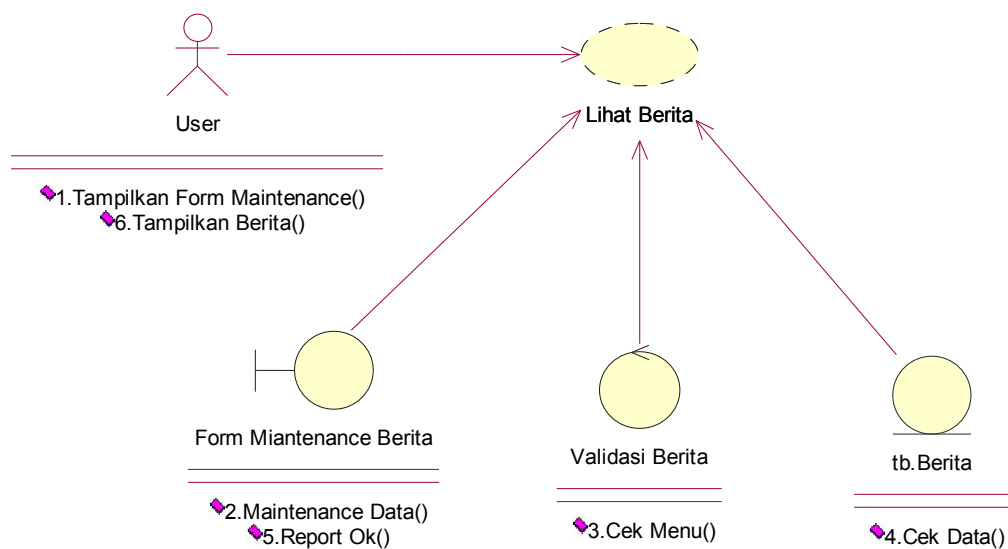 User
Lihat Berita
1.Tampilkan Form Maintenance()
6.Tampilkan Berita()
Form Miantenance Berita
2.Maintenance Data()
5.Report Ok()
Validasi Berita
3.Cek Menu()
tb.Berita
4.Cek Data()